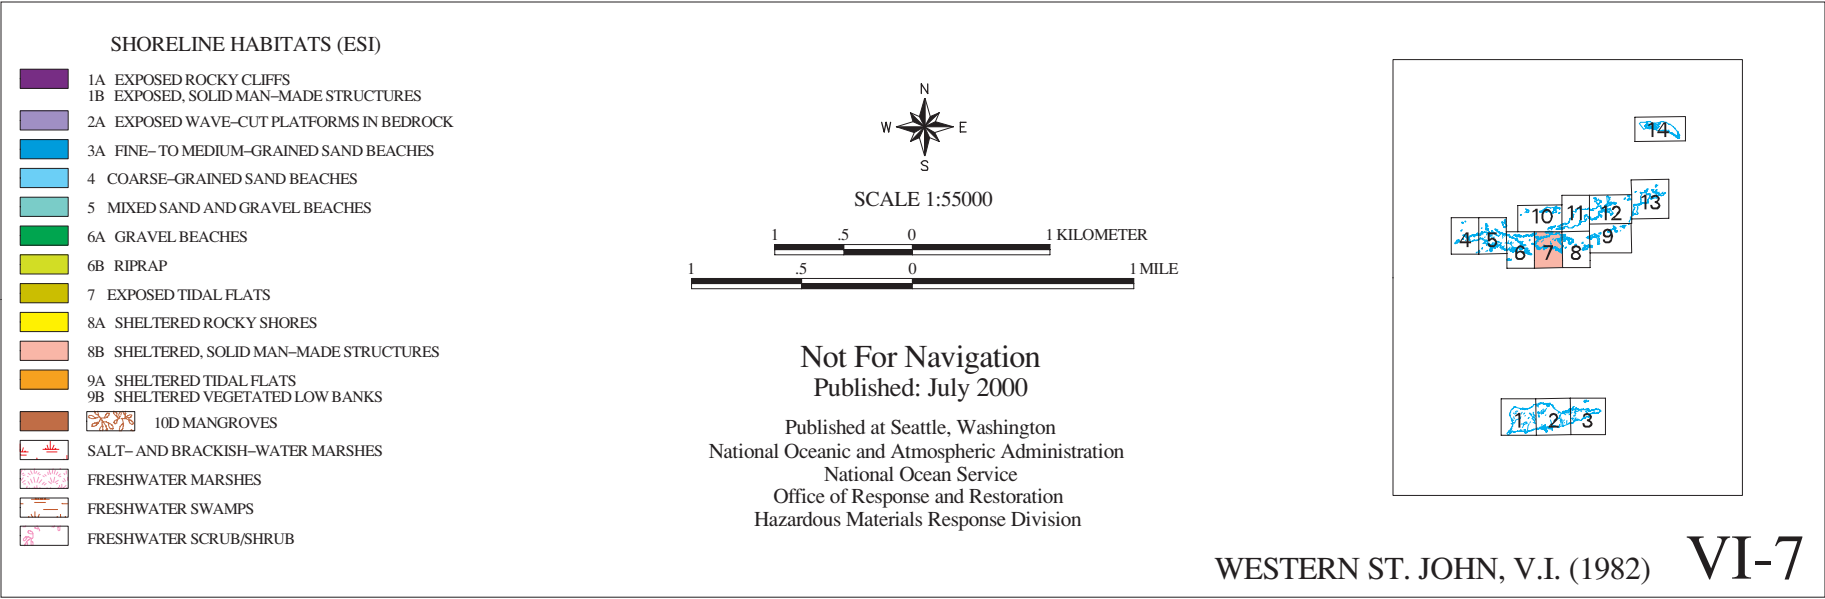 SHORELINE HABITATS (ESI)
1A EXPOSED ROCKY CLIFFS
1B EXPOSED, SOLID MAN–MADE STRUCTURES
2A EXPOSED WAVE–CUT PLATFORMS IN BEDROCK
3A FINE– TO MEDIUM–GRAINED SAND BEACHES
4 COARSE–GRAINED SAND BEACHES
5 MIXED SAND AND GRAVEL BEACHES
6A GRAVEL BEACHES
6B RIPRAP
7 EXPOSED TIDAL FLATS
8A SHELTERED ROCKY SHORES
8B SHELTERED, SOLID MAN–MADE STRUCTURES
9A SHELTERED TIDAL FLATS
9B SHELTERED VEGETATED LOW BANKS
10D MANGROVES
SALT– AND BRACKISH–WATER MARSHES
FRESHWATER MARSHES
FRESHWATER SWAMPS
FRESHWATER SCRUB/SHRUB
N
W E
S
SCALE 1:55000
1 .5 0 1 KILOMETER
1 .5 0 1 MILE
Not For Navigation
Published: July 2000
Published at Seattle, Washington
National Oceanic and Atmospheric Administration
National Ocean Service
Office of Response and Restoration
Hazardous Materials Response Division
14
13
10 11 12
4 5 6 7 8 9
1 2 3
WESTERN ST. JOHN, V.I. (1982) VI-7